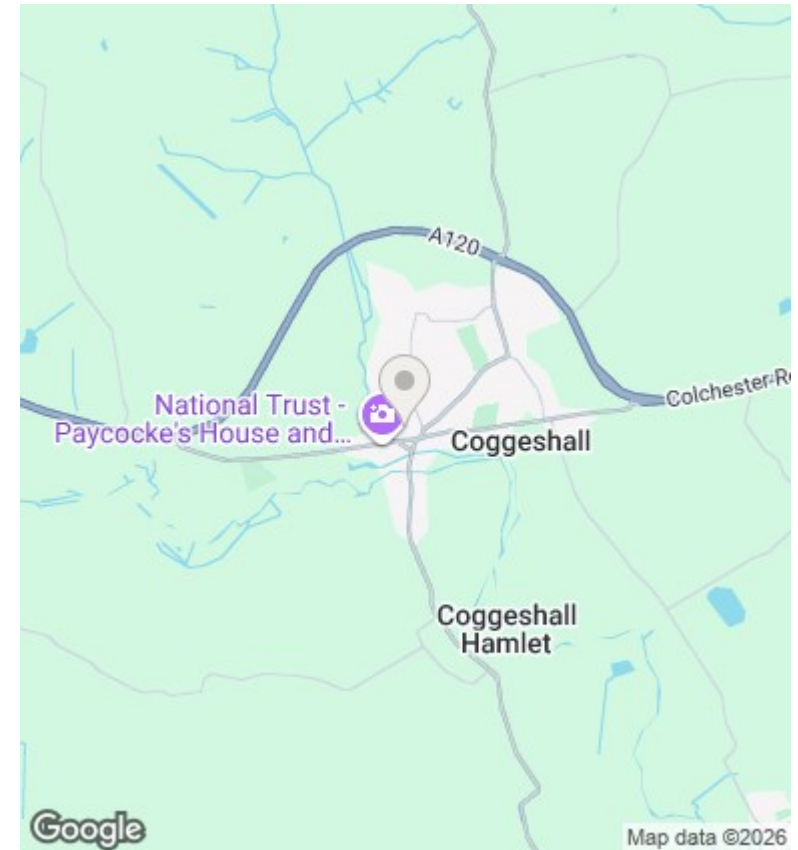 A120
Colchester R
National Trust -
Paycocke's House and...
Coggeshall
Coggeshall
Hamlet
Google
Map data ©2026